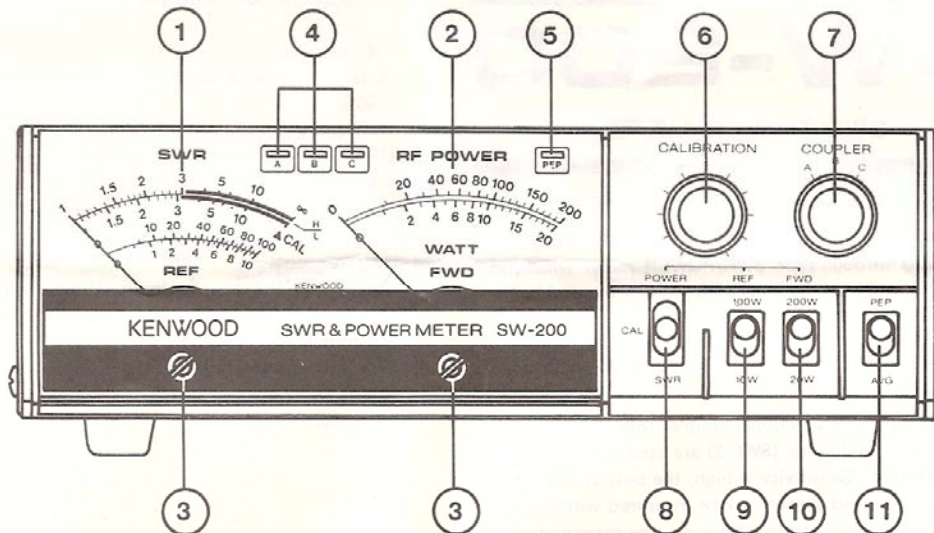 1 4 2 5 6 7
SWR A B C RF POWER PEP
CALIBRATION COUPLER
A B C
1 1.5 2 3 5 10 ∞ H
1.5 2 3 5 10 ▲CAL L
10 20 40 60 80 100
1 2 4 6 8 10
REF
KENWOOD
0 20 40 60 80 100 150 200
2 4 6 8 10 15 20
WATT
FWD
POWER REF FWD
100W 200W PEP
CAL
SWR 10W 20W AVG
KENWOOD SWR & POWER METER SW-200
3 3 8 9 10 11